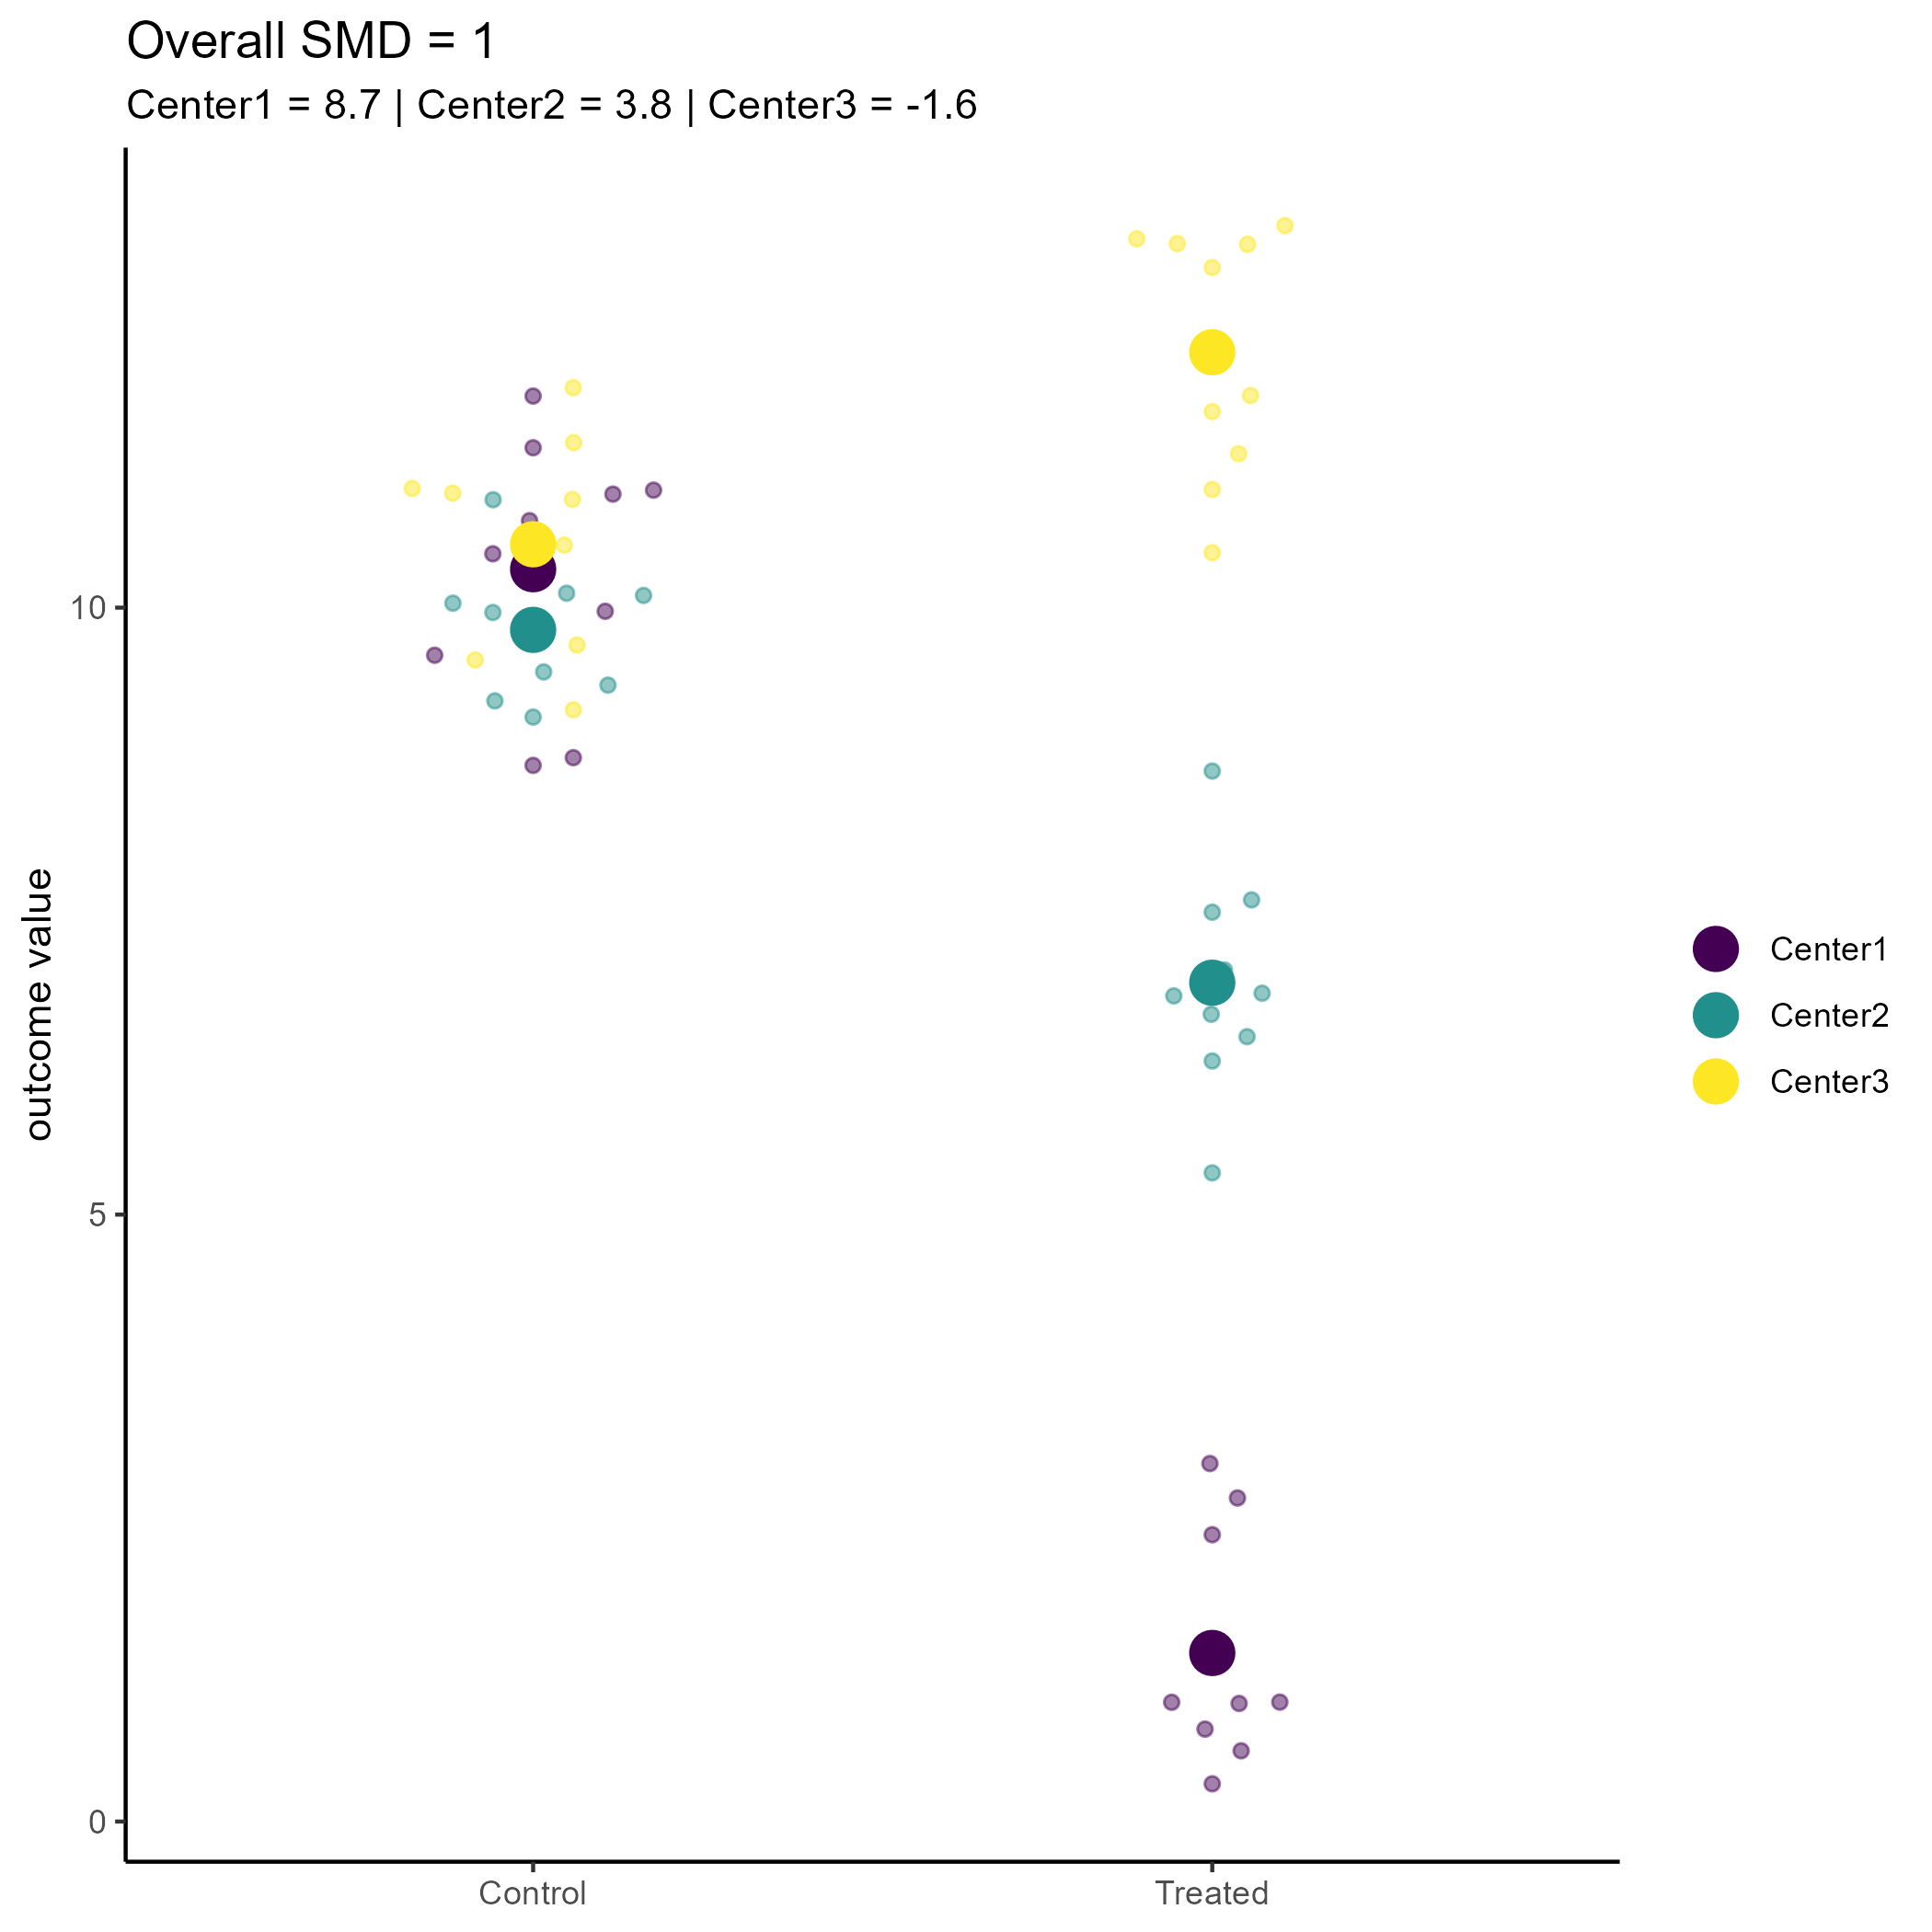 Overall SMD = 1
Center1 = 8.7 | Center2 = 3.8 | Center3 = -1.6
outcome value
10
5
0
Control
Treated
Center1
Center2
Center3